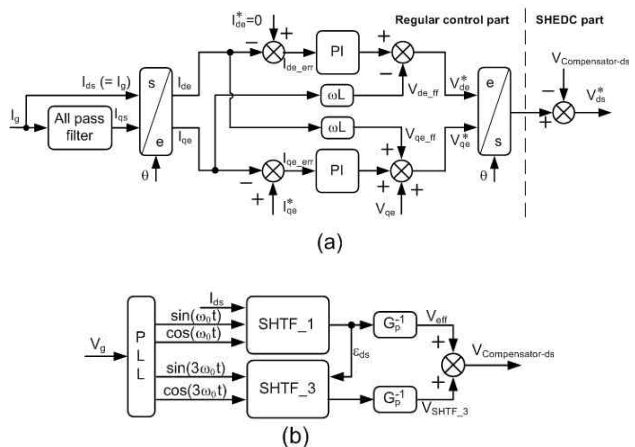 I*de=0
Regular control part
SHEDC part
Ids (= Ig)
Ide
Ide_err
PI
V*de
VCompensator-ds
s
e
ωL
Vde_ff
e
s
V*ds
Ig
All pass
filter
Iqs
Iqe
ωL
Vqe_ff
V*qe
θ
Iqe_err
PI
θ
I*qe
Vqe
(a)
Vg
PLL
Ids
sin(ω₀t)
cos(ω₀t)
SHTF_1
Gp-1
Veff
εds
VCompensator-ds
sin(3ω₀t)
cos(3ω₀t)
SHTF_3
Gp-1
VSHTF_3
(b)